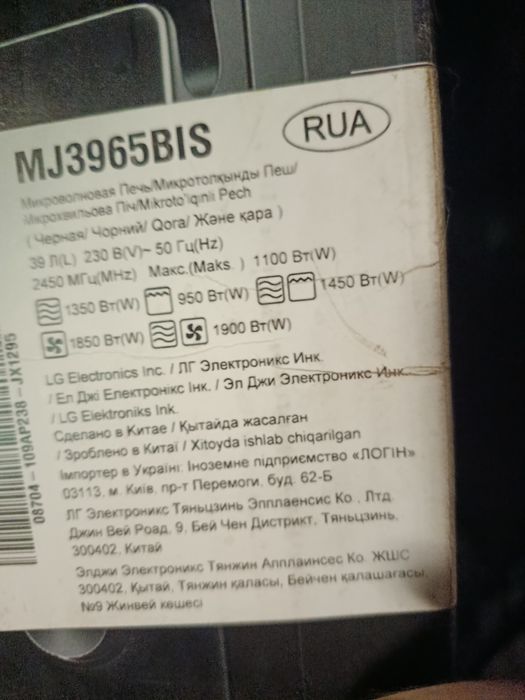 MJ3965BIS
RUA
Микроволновая Печь/Микротолқынды Пеш/
Мікрохвильова Піч/Mikroto'lqinli Pech
( Черная/ Чорний/ Qora/ Және қара )
39 Л(L) 230 В(V)~ 50 Гц(Hz)
2450 МГц(MHz) Макс.(Maks. ) 1100 Вт(W)
1350 Вт(W) 950 Вт(W) 1450 Вт(W)
1850 Вт(W) 1900 Вт(W)
LG Electronics Inc. / ЛГ Электроникс Инк.
/ Ел Джі Електронікс Інк. / Эл Джи Электроникс Инк.
/ LG Elektroniks Ink.
Сделано в Китае / Қытайда жасалған
/ Зроблено в Китаї / Xitoyda ishlab chiqarilgan
Імпортер в Україні: Іноземне підприємство «ЛОГІН»
03113, м. Київ, пр-т Перемоги, буд. 62-Б
ЛГ Электроникс Тяньцзинь Эпплаенсис Ко., Лтд.
Джин Вей Роад, 9, Бей Чен Дистрикт, Тяньцзинь,
300402, Китай
Элджи Электроникс Тянжин Апплаинсес Ко. ЖШС
300402, Қытай, Тянжин қаласы, Бейчен қалашағасы,
№9 Жинвей көшесі
08704-109AP238-JX1295